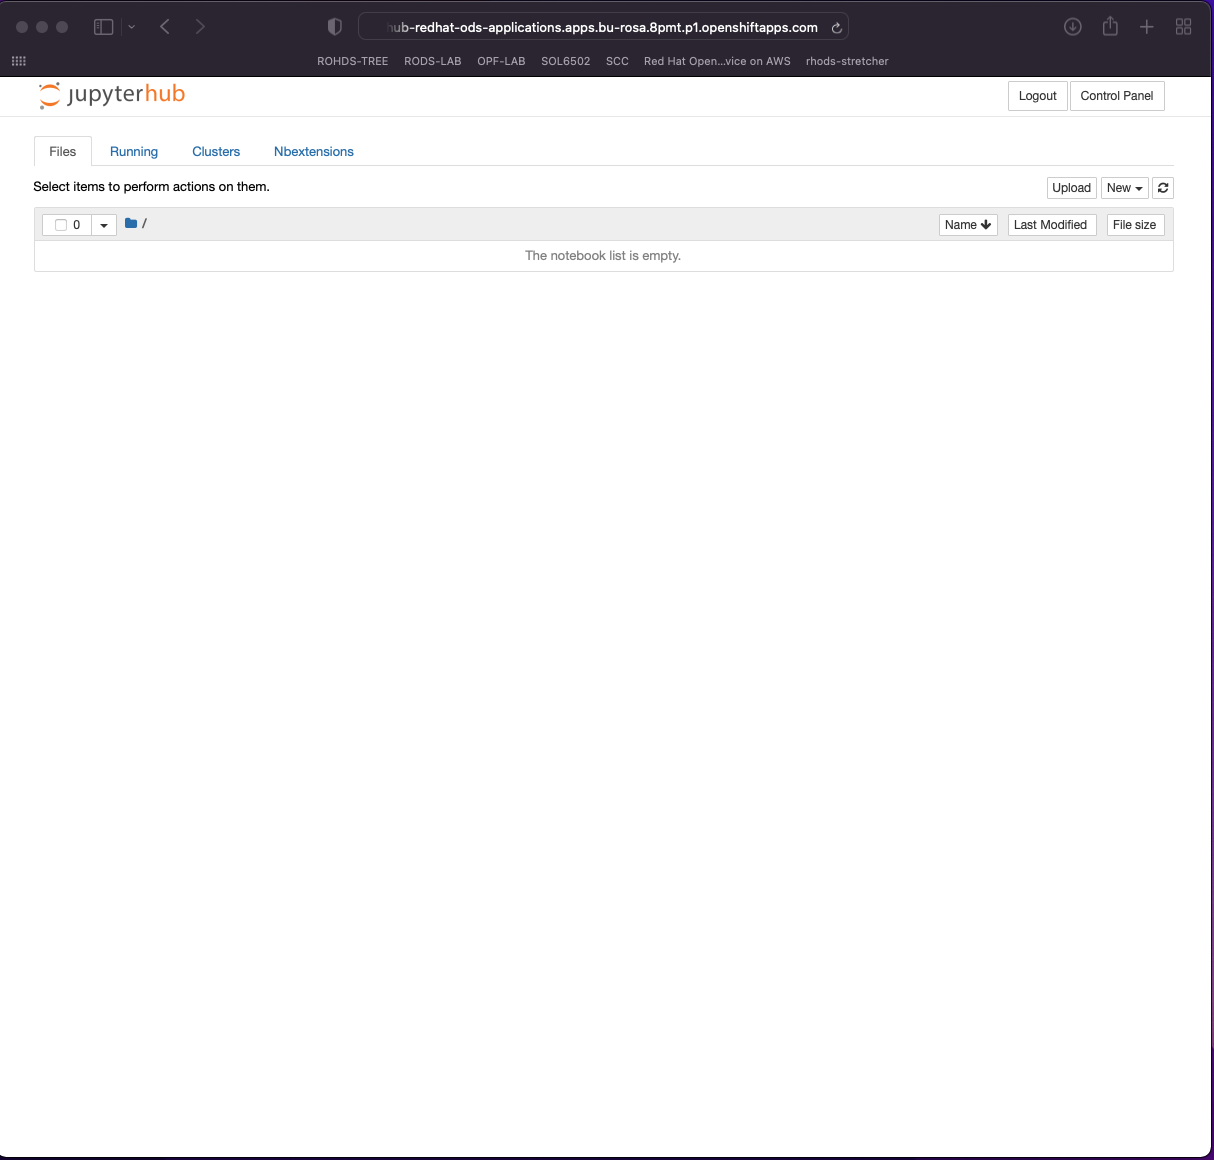 hub-redhat-ods-applications.apps.bu-rosa.8pmt.p1.openshiftapps.com
ROHDS-TREE RODS-LAB OPF-LAB SOL6502 SCC Red Hat Open...vice on AWS rhods-stretcher
jupyterhub Logout Control Panel
Files Running Clusters Nbextensions
Select items to perform actions on them. Upload New
0 / Name Last Modified File size
The notebook list is empty.